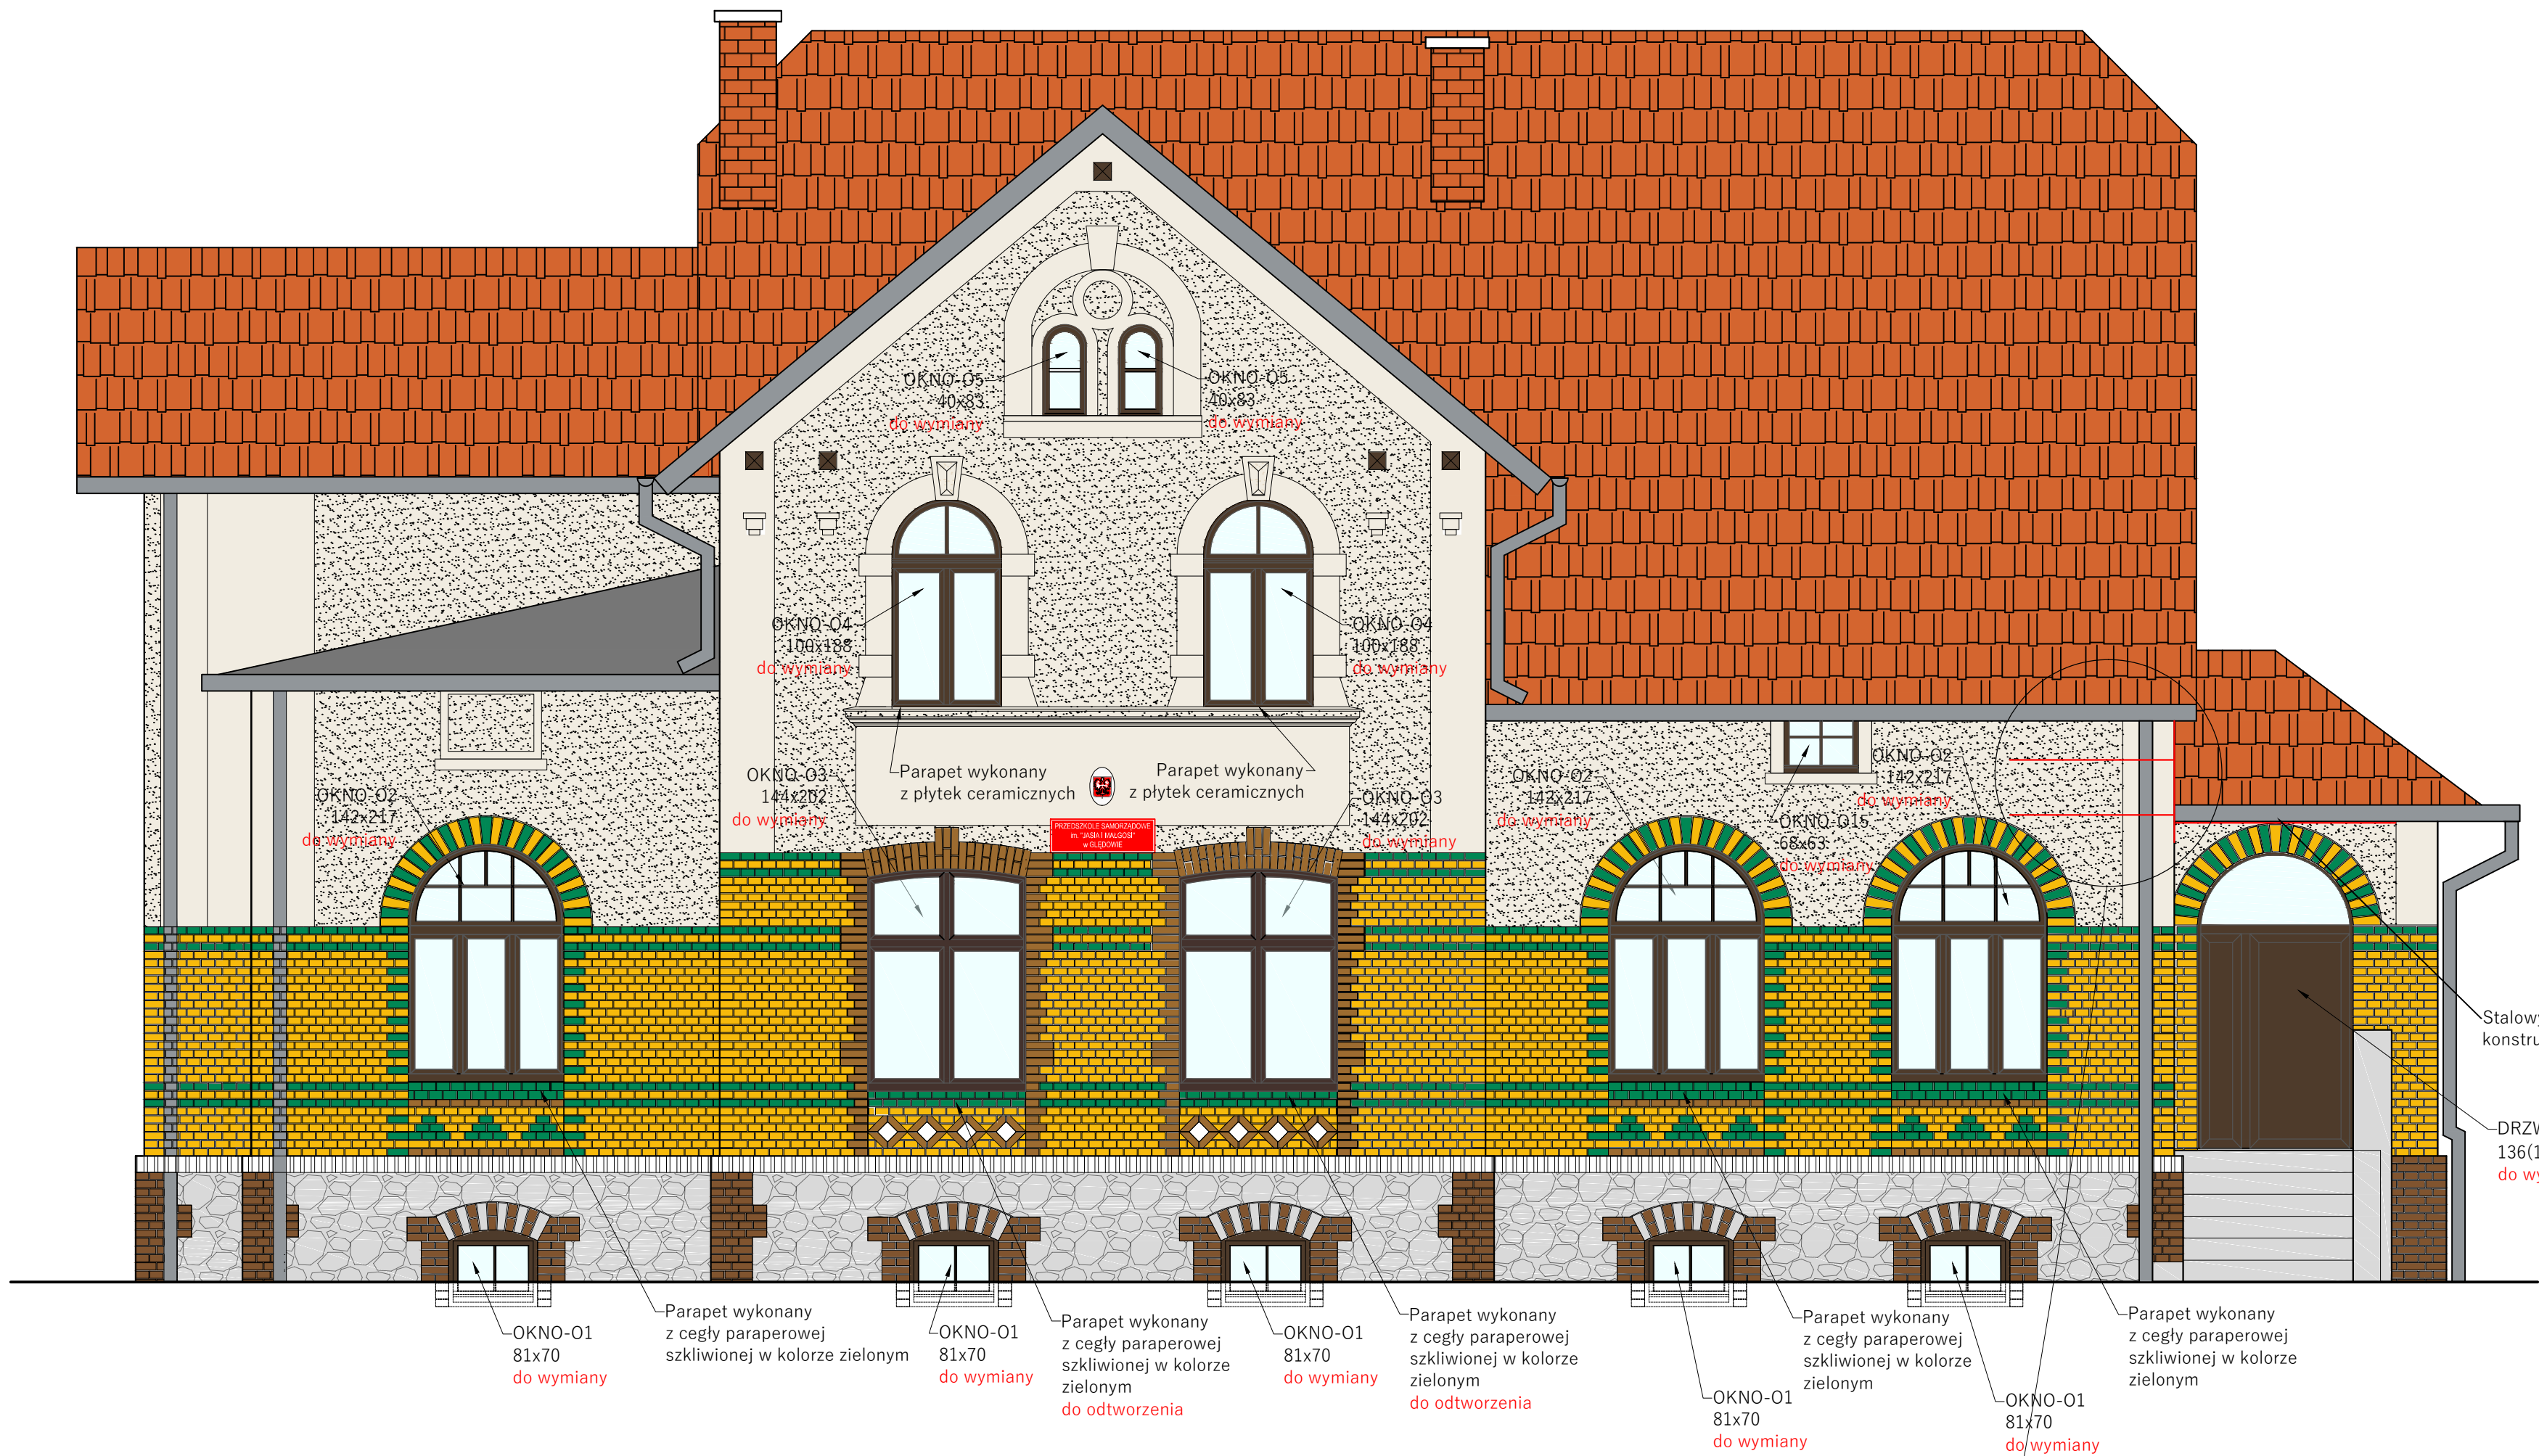 OKNO-O5
40x83
do wymiany
OKNO-O5
40x83
do wymiany
OKNO-O4
100x188
do wymiany
OKNO-O4
100x188
do wymiany
Parapet wykonany
z płytek ceramicznych
Parapet wykonany
z płytek ceramicznych
OKNO-O3
144x202
do wymiany
OKNO-O3
144x202
do wymiany
OKNO-O2
142x217
do wymiany
OKNO-O2
142x217
do wymiany
OKNO-O2
142x217
do wymiany
OKNO-O15
68x63
do wymiany
PRZEDSZKOLE SAMORZĄDOWE
im. "JASIA I MAŁGOSI"
w GLĘDOWIE
Stalowy
konstru
DRZW
136(1
do wy
OKNO-O1
81x70
do wymiany
Parapet wykonany
z cegły paraperowej
szkliwionej w kolorze zielonym
OKNO-O1
81x70
do wymiany
Parapet wykonany
z cegły paraperowej
szkliwionej w kolorze
zielonym
do odtworzenia
OKNO-O1
81x70
do wymiany
Parapet wykonany
z cegły paraperowej
szkliwionej w kolorze
zielonym
do odtworzenia
OKNO-O1
81x70
do wymiany
Parapet wykonany
z cegły paraperowej
szkliwionej w kolorze
zielonym
OKNO-O1
81x70
do wymiany
Parapet wykonany
z cegły paraperowej
szkliwionej w kolorze
zielonym